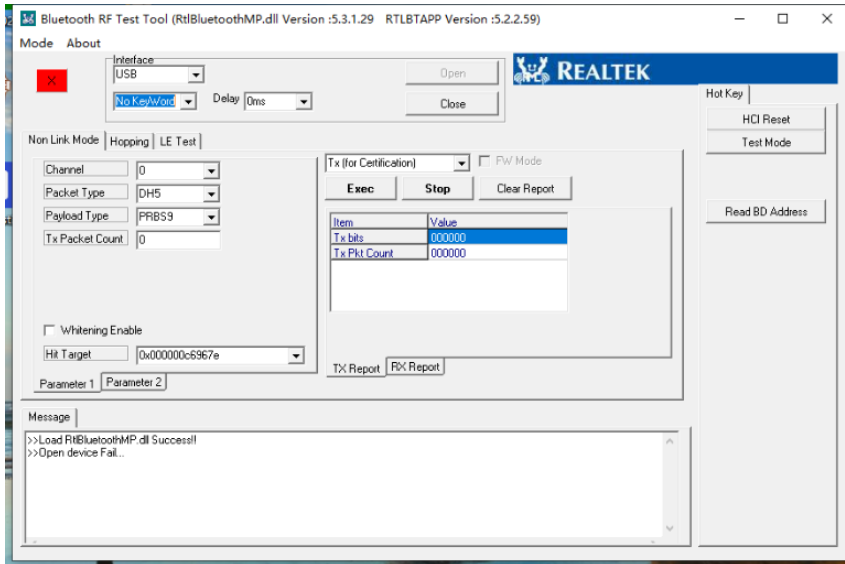 Bluetooth RF Test Tool (RtlBluetoothMP.dll Version :5.3.1.29 RTLBTAPP Version :5.2.2.59)
Mode About
Interface
USB
Open
REALTEK
No KeyWord Delay 0ms
Close
Hot Key
HCI Reset
Test Mode
Read BD Address
Non Link Mode Hopping LE Test
Channel 0
Packet Type DH5
Payload Type PRBS9
Tx Packet Count 0
Whitening Enable
Hit Target 0x000000c6967e
Parameter 1 Parameter 2
Tx (for Certification) FW Mode
Exec Stop Clear Report
Item Value
Tx bits 000000
Tx Pkt Count 000000
TX Report RX Report
Message
>>Load RtlBluetoothMP.dll Success!!
>>Open device Fail...